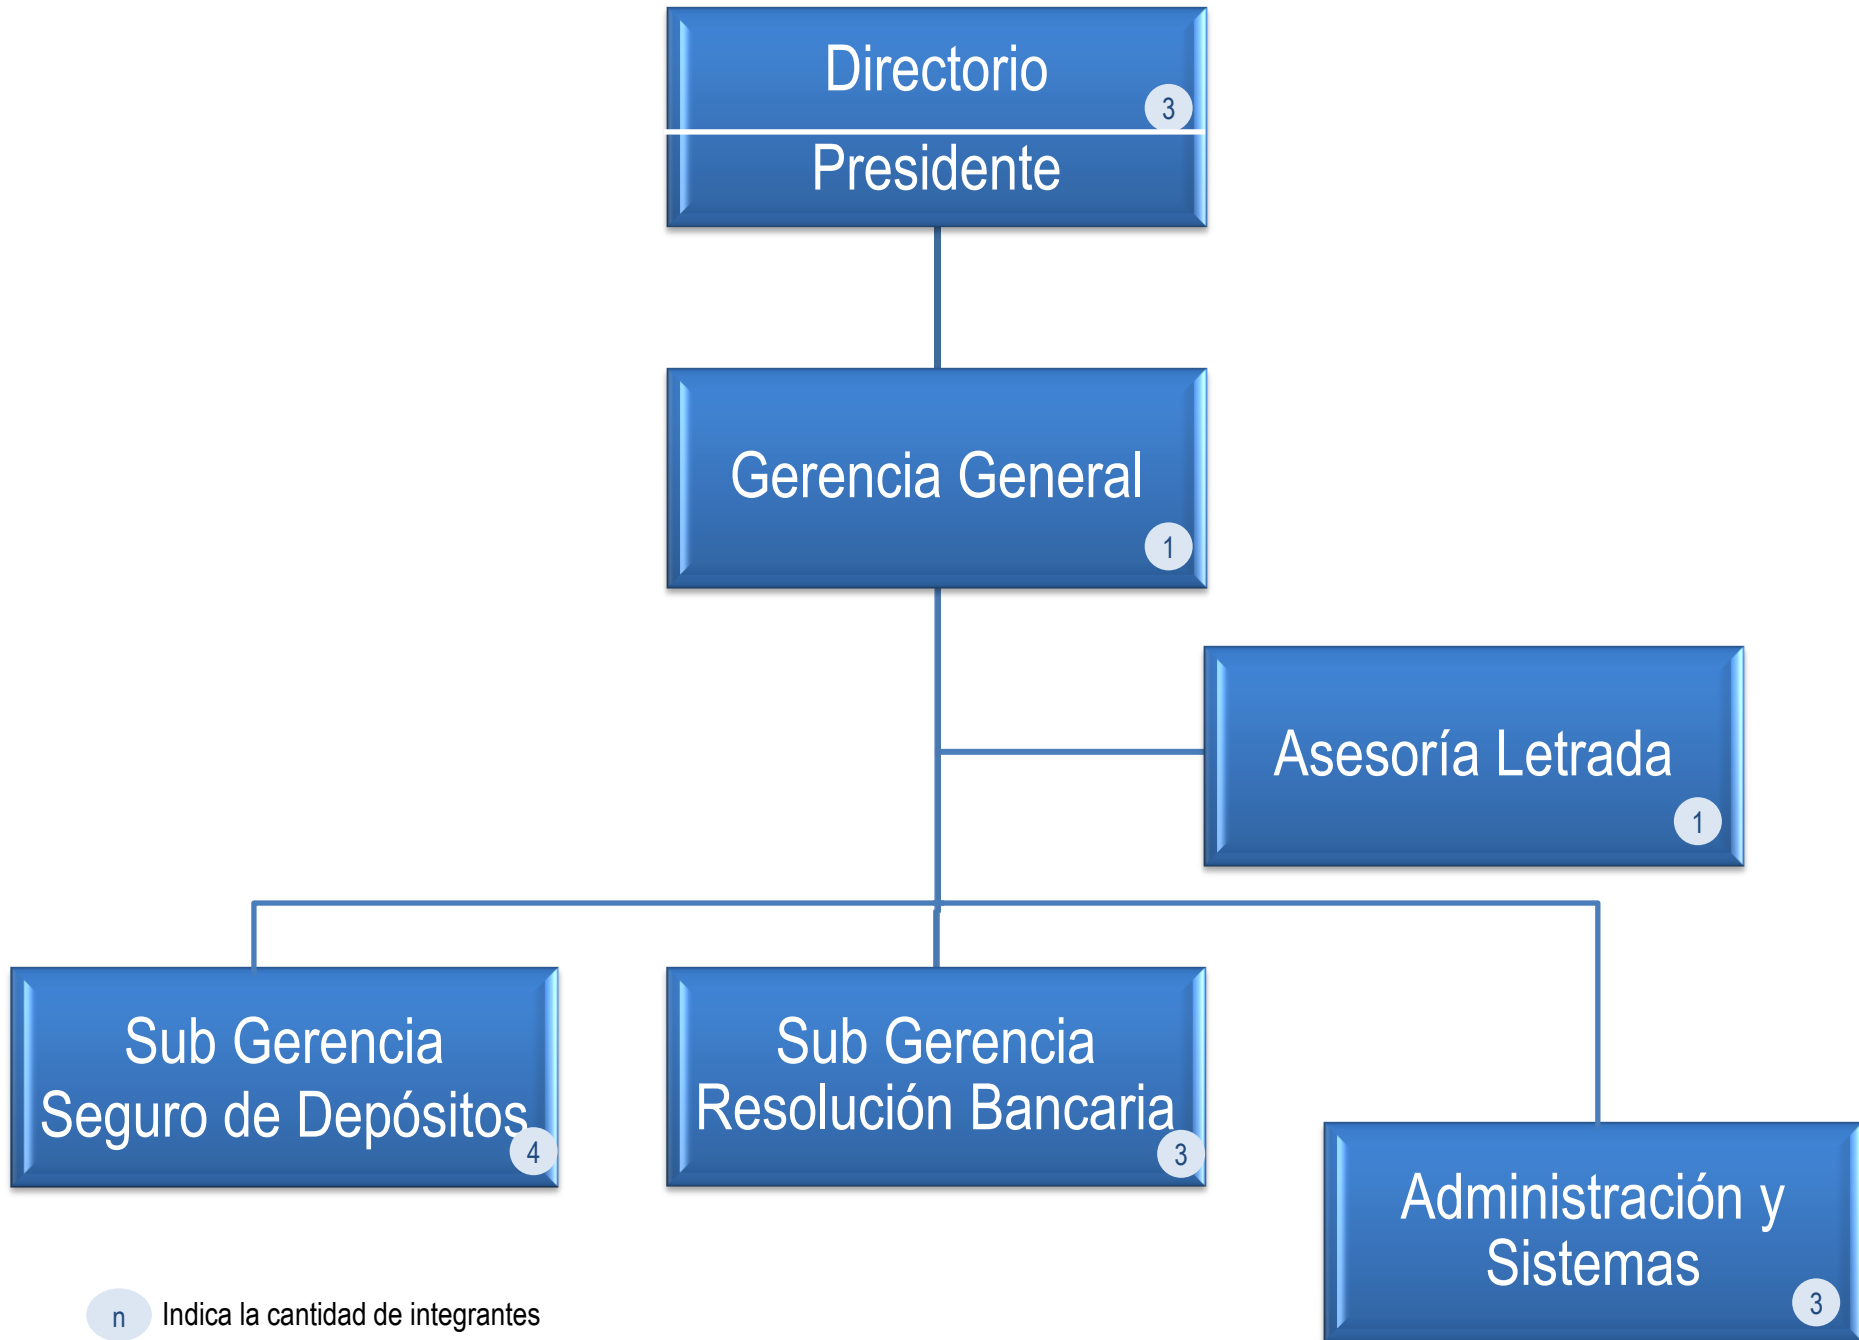 Directorio
3
Presidente
Gerencia General
1
Asesoría Letrada
1
Sub Gerencia
Seguro de Depósitos
4
Sub Gerencia
Resolución Bancaria
3
Administración y
Sistemas
3
n Indica la cantidad de integrantes